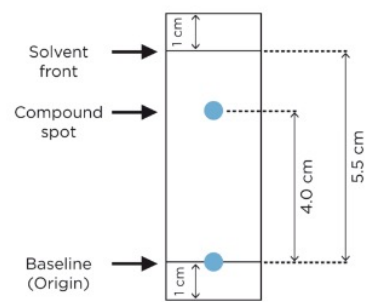 1 cm
Solvent
front
Compound
spot
4.0 cm
5.5 cm
Baseline
(Origin)
1 cm